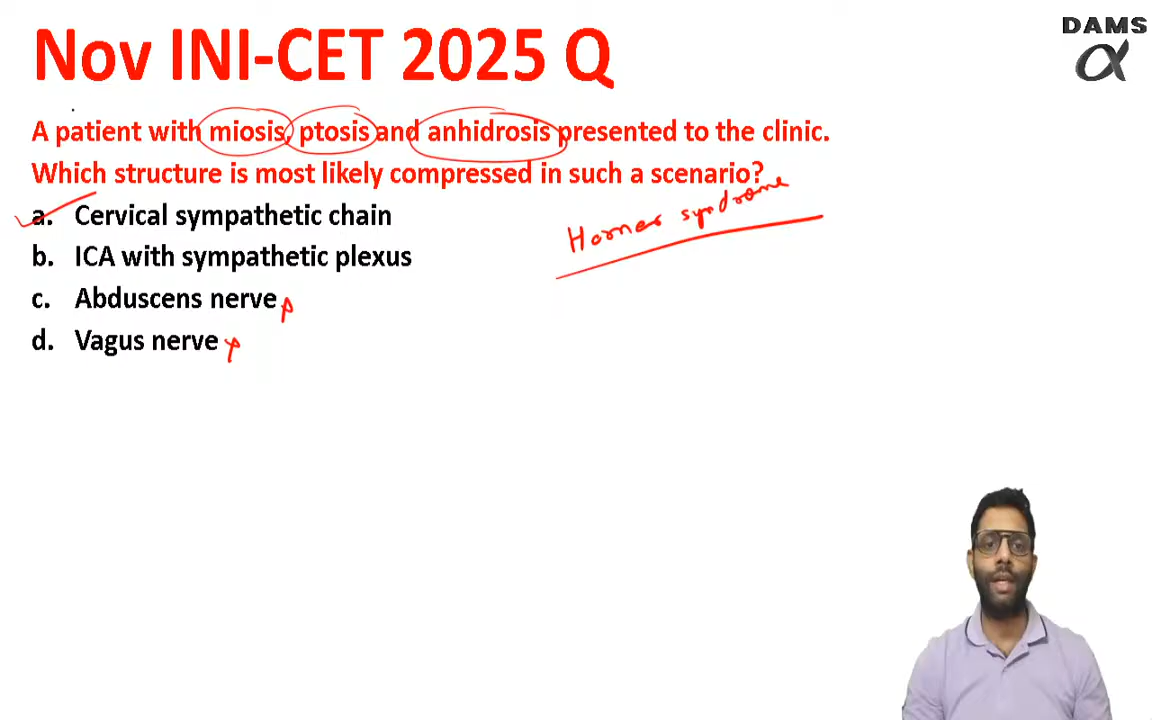 Nov INI-CET 2025 Q
DAMS
α
A patient with miosis, ptosis and anhidrosis presented to the clinic.
Which structure is most likely compressed in such a scenario?
a. Cervical sympathetic chain
Horner syndrome
b. ICA with sympathetic plexus
c. Abduscens nerve
d. Vagus nerve